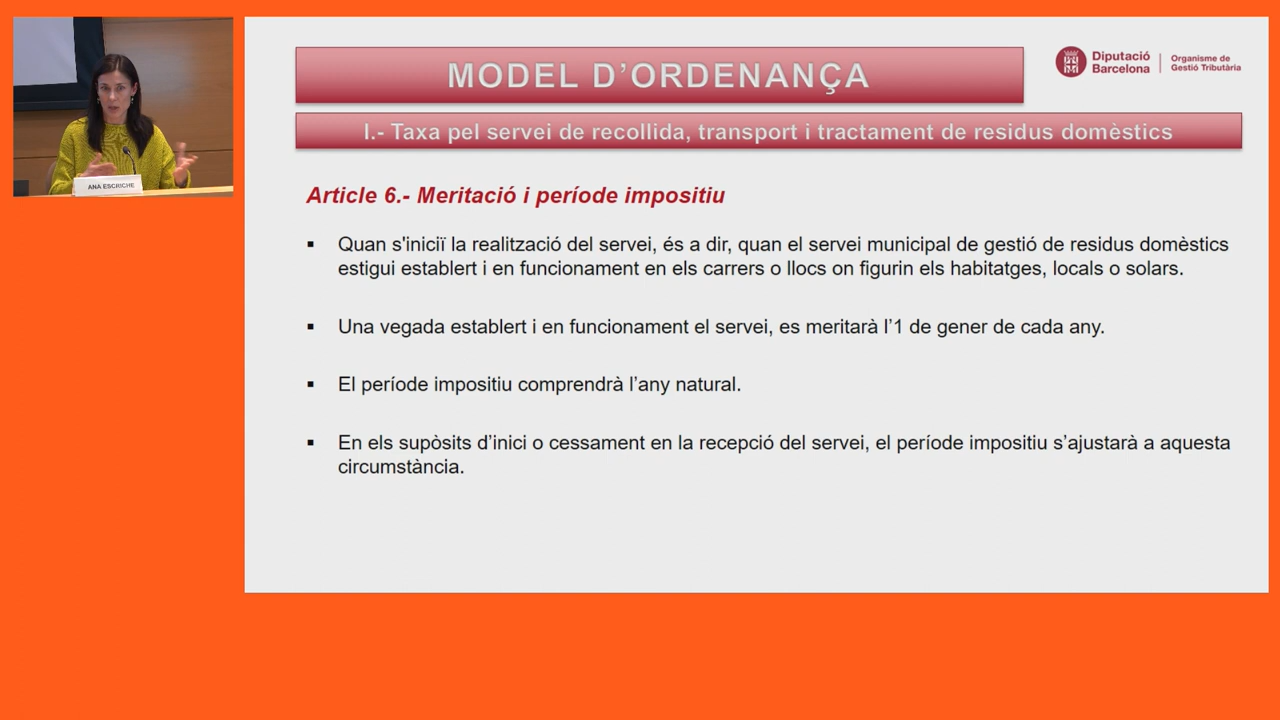 MODEL D’ORDENANÇA
Diputació
Barcelona
Organisme de
Gestió Tributària
I.- Taxa pel servei de recollida, transport i tractament de residus domèstics
ANA ESCRICHE
Article 6.- Meritació i període impositiu
▪ Quan s'iniciï la realització del servei, és a dir, quan el servei municipal de gestió de residus domèstics
estigui establert i en funcionament en els carrers o llocs on figurin els habitatges, locals o solars.
▪ Una vegada establert i en funcionament el servei, es meritarà l’1 de gener de cada any.
▪ El període impositiu comprendrà l’any natural.
▪ En els supòsits d’inici o cessament en la recepció del servei, el període impositiu s’ajustarà a aquesta
circumstància.